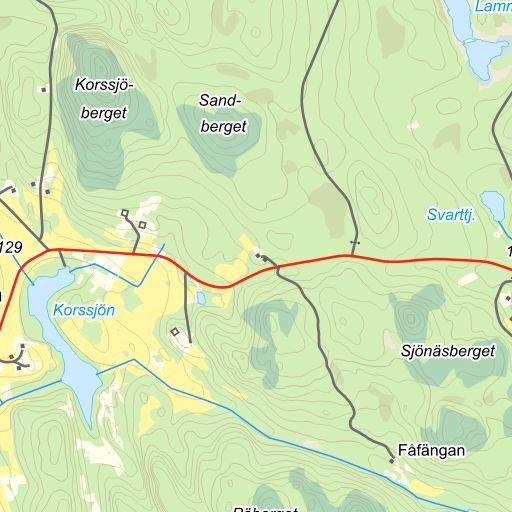 Korssjö-
berget
Sand-
berget
Svarttj.
129
Korssjön
Sjönäsberget
Fåfängan